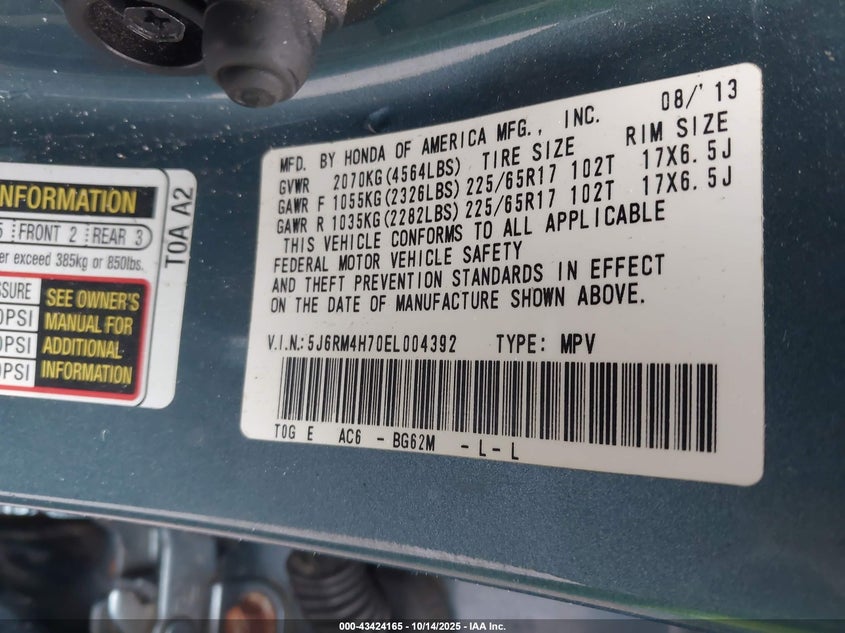 NFORMATION
5 FRONT 2 REAR 3
er exceed 385kg or 850lbs.
SSURE
0PSI
0PSI
0PSI
SEE OWNER'S
MANUAL FOR
ADDITIONAL
INFORMATION
T0A A2
08/'13
MFD. BY HONDA OF AMERICA MFG., INC.
GVWR 2070KG(4564LBS) TIRE SIZE RIM SIZE
GAWR F 1055KG(2326LBS) 225/65R17 102T 17X6.5J
GAWR R 1035KG(2282LBS) 225/65R17 102T 17X6.5J
THIS VEHICLE CONFORMS TO ALL APPLICABLE
FEDERAL MOTOR VEHICLE SAFETY
AND THEFT PREVENTION STANDARDS IN EFFECT
ON THE DATE OF MANUFACTURE SHOWN ABOVE.
V.I.N.:5J6RM4H70EL004392 TYPE: MPV
T0G E AC6 - BG62M - L - L
000-43424165 - 10/14/2025 - IAA Inc.